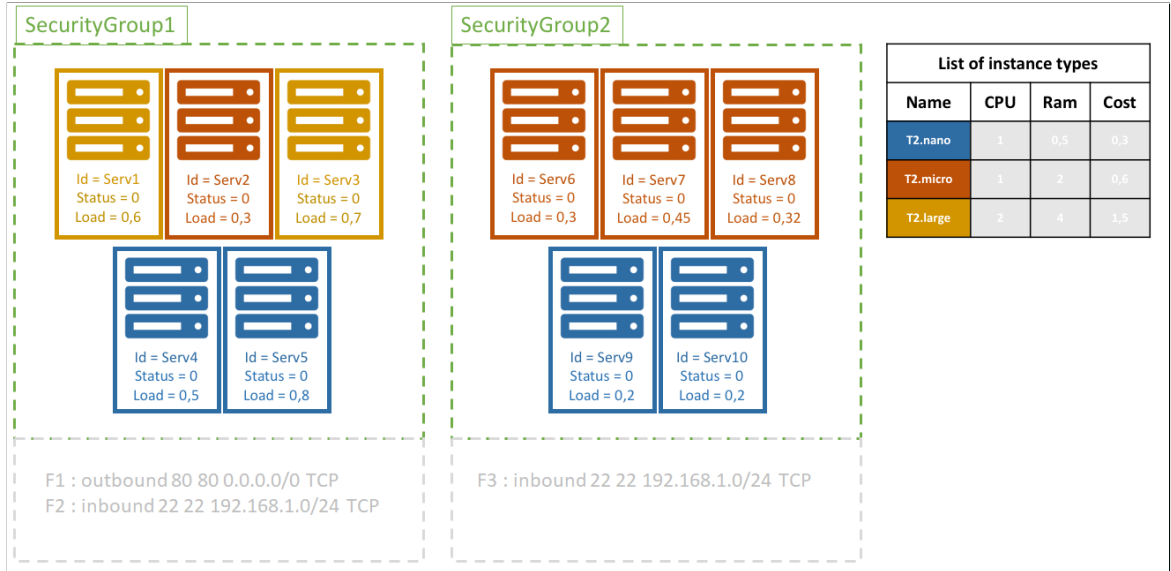 SecurityGroup1
Id = Serv1
Status = 0
Load = 0,6
Id = Serv2
Status = 0
Load = 0,3
Id = Serv3
Status = 0
Load = 0,7
Id = Serv4
Status = 0
Load = 0,5
Id = Serv5
Status = 0
Load = 0,8
F1 : outbound 80 80 0.0.0.0/0 TCP
F2 : inbound 22 22 192.168.1.0/24 TCP
SecurityGroup2
Id = Serv6
Status = 0
Load = 0,3
Id = Serv7
Status = 0
Load = 0,45
Id = Serv8
Status = 0
Load = 0,32
Id = Serv9
Status = 0
Load = 0,2
Id = Serv10
Status = 0
Load = 0,2
F3 : inbound 22 22 192.168.1.0/24 TCP
List of instance types
Name CPU Ram Cost
T2.nano 1 0,5 0,3
T2.micro 1 2 0,6
T2.large 2 4 1,5